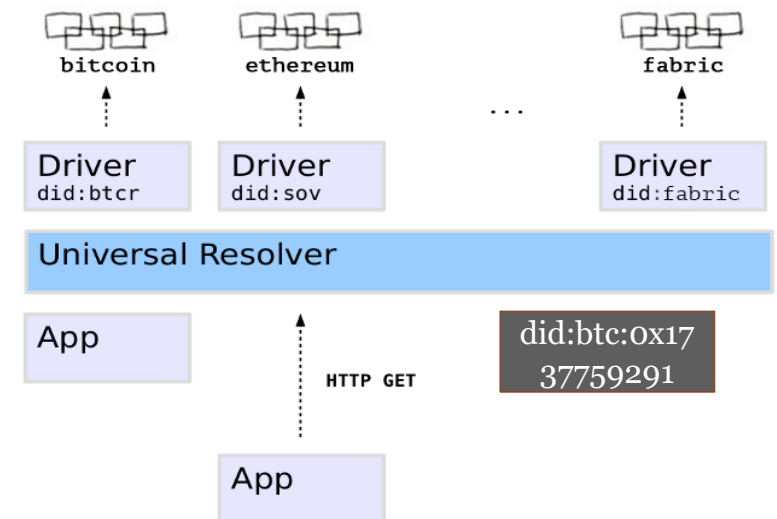 bitcoin
ethereum
fabric
...
Driver
did:btcr
Driver
did:sov
Driver
did:fabric
Universal Resolver
App
HTTP GET
did:btc:0x17
37759291
App